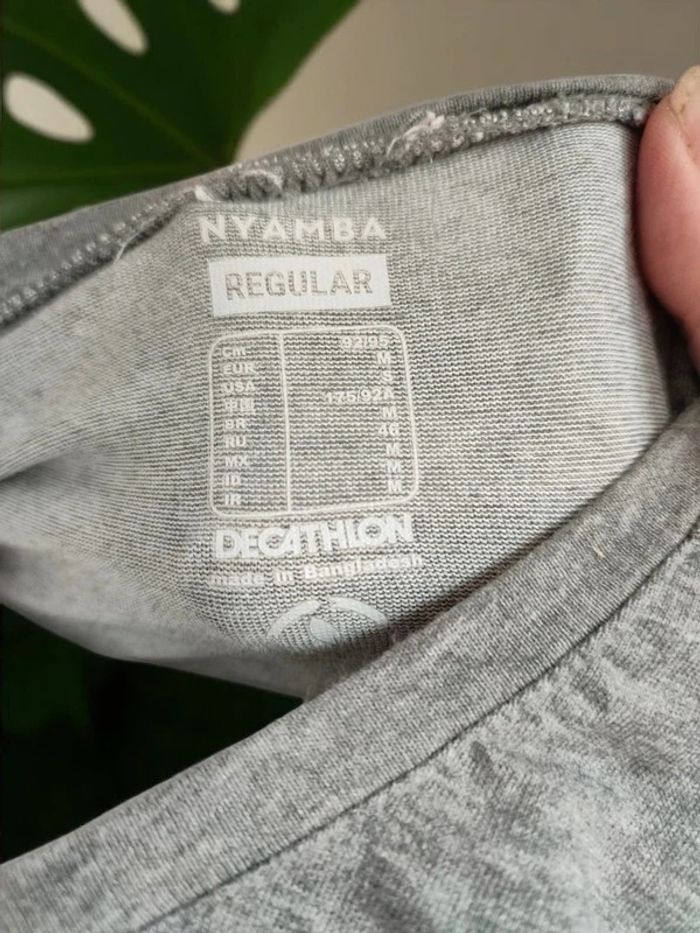 NYAMBA
REGULAR
CM 92/95
EUR M
USA S
中国 175/92A
BR M
RU 46
MX M
ID M
IR M
DECATHLON
made in Bangladesh